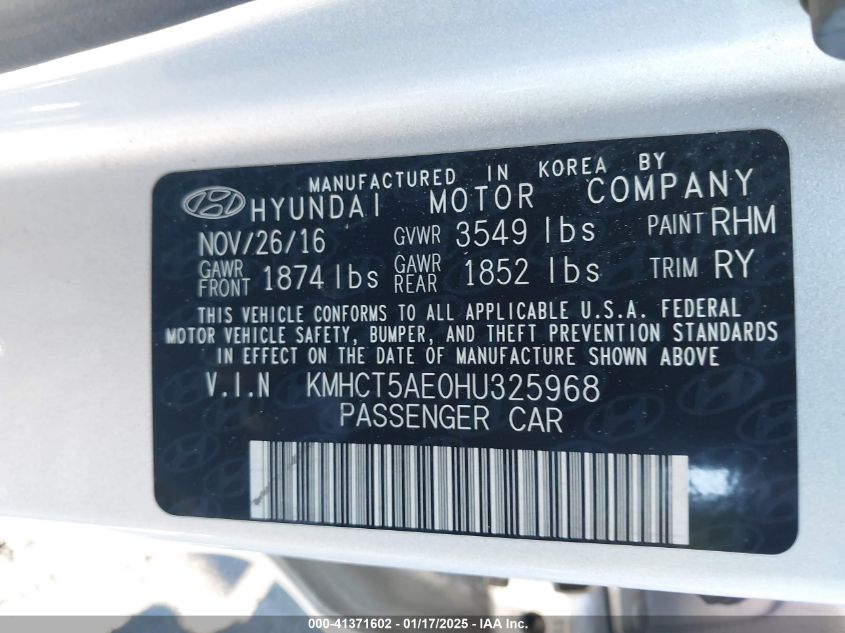 MANUFACTURED IN KOREA BY
HYUNDAI MOTOR COMPANY
NOV/26/16 GVWR 3549 lbs PAINT RHM
GAWR FRONT 1874 lbs GAWR REAR 1852 lbs TRIM RY
THIS VEHICLE CONFORMS TO ALL APPLICABLE U.S.A. FEDERAL
MOTOR VEHICLE SAFETY, BUMPER, AND THEFT PREVENTION STANDARDS
IN EFFECT ON THE DATE OF MANUFACTURE SHOWN ABOVE
V.I.N KMHCT5AE0HU325968
PASSENGER CAR
000-41371602 - 01/17/2025 - IAA Inc.